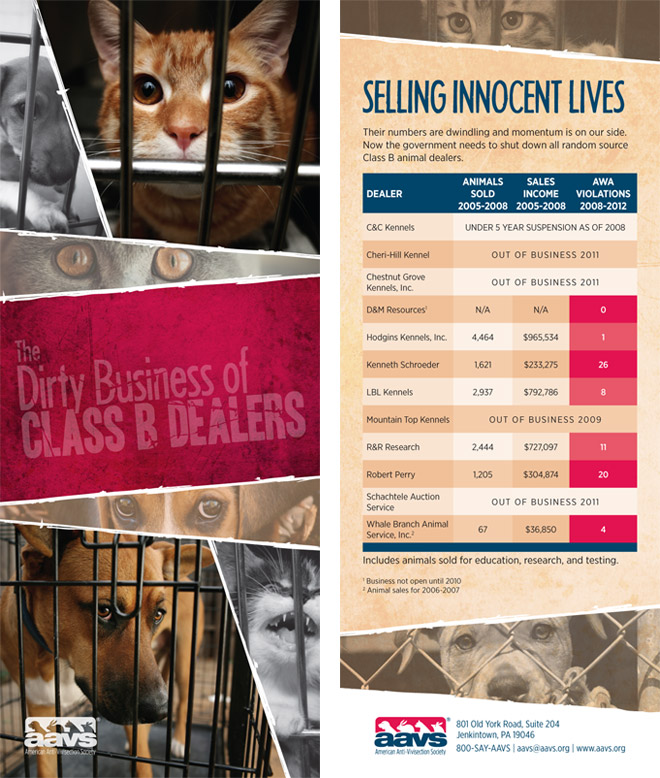 The
Dirty Business of
CLASS B DEALERS
aavs
American Anti-Vivisection Society
SELLING INNOCENT LIVES
Their numbers are dwindling and momentum is on our side.
Now the government needs to shut down all random source
Class B animal dealers.
DEALER ANIMALS SOLD 2005-2008 SALES INCOME 2005-2008 AWA VIOLATIONS 2008-2012
C&C Kennels UNDER 5 YEAR SUSPENSION AS OF 2008
Cheri-Hill Kennel OUT OF BUSINESS 2011
Chestnut Grove Kennels, Inc. OUT OF BUSINESS 2011
D&M Resources¹ N/A N/A 0
Hodgins Kennels, Inc. 4,464 $965,534 1
Kenneth Schroeder 1,621 $233,275 26
LBL Kennels 2,937 $792,786 8
Mountain Top Kennels OUT OF BUSINESS 2009
R&R Research 2,444 $727,097 11
Robert Perry 1,205 $304,874 20
Schachtele Auction Service OUT OF BUSINESS 2011
Whale Branch Animal Service, Inc.² 67 $36,850 4
Includes animals sold for education, research, and testing.
¹ Business not open until 2010
² Animal sales for 2006-2007
aavs®
American Anti-Vivisection Society
801 Old York Road, Suite 204
Jenkintown, PA 19046
800-SAY-AAVS | aavs@aavs.org | www.aavs.org